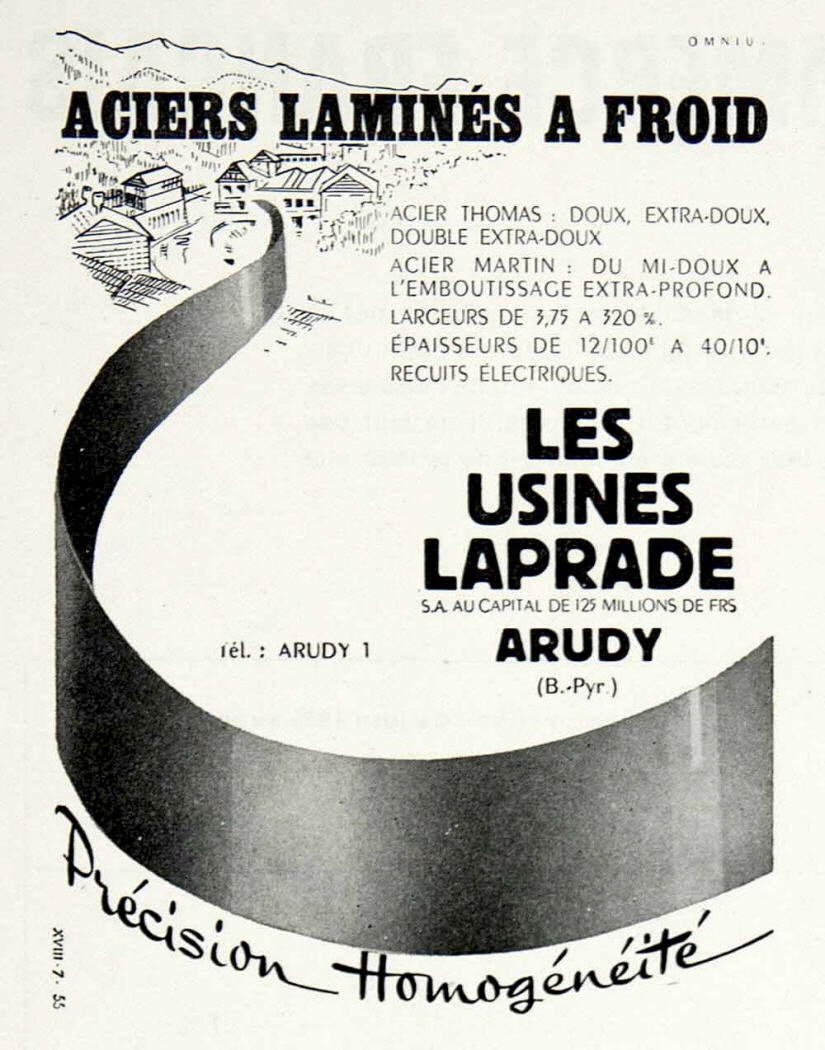 OMNIU
ACIERS LAMINÉS A FROID
ACIER THOMAS : DOUX, EXTRA-DOUX,
DOUBLE EXTRA-DOUX
ACIER MARTIN : DU MI-DOUX A
L'EMBOUTISSAGE EXTRA-PROFOND.
LARGEURS DE 3,75 A 320 %.
ÉPAISSEURS DE 12/100ᵉ A 40/10ᵉ.
RECUITS ÉLECTRIQUES.
LES
USINES
LAPRADE
S.A. AU CAPITAL DE 125 MILLIONS DE FRS
Tél. : ARUDY 1
ARUDY
(B.-Pyr.)
Précision Homogénéité
XVIII-7-55